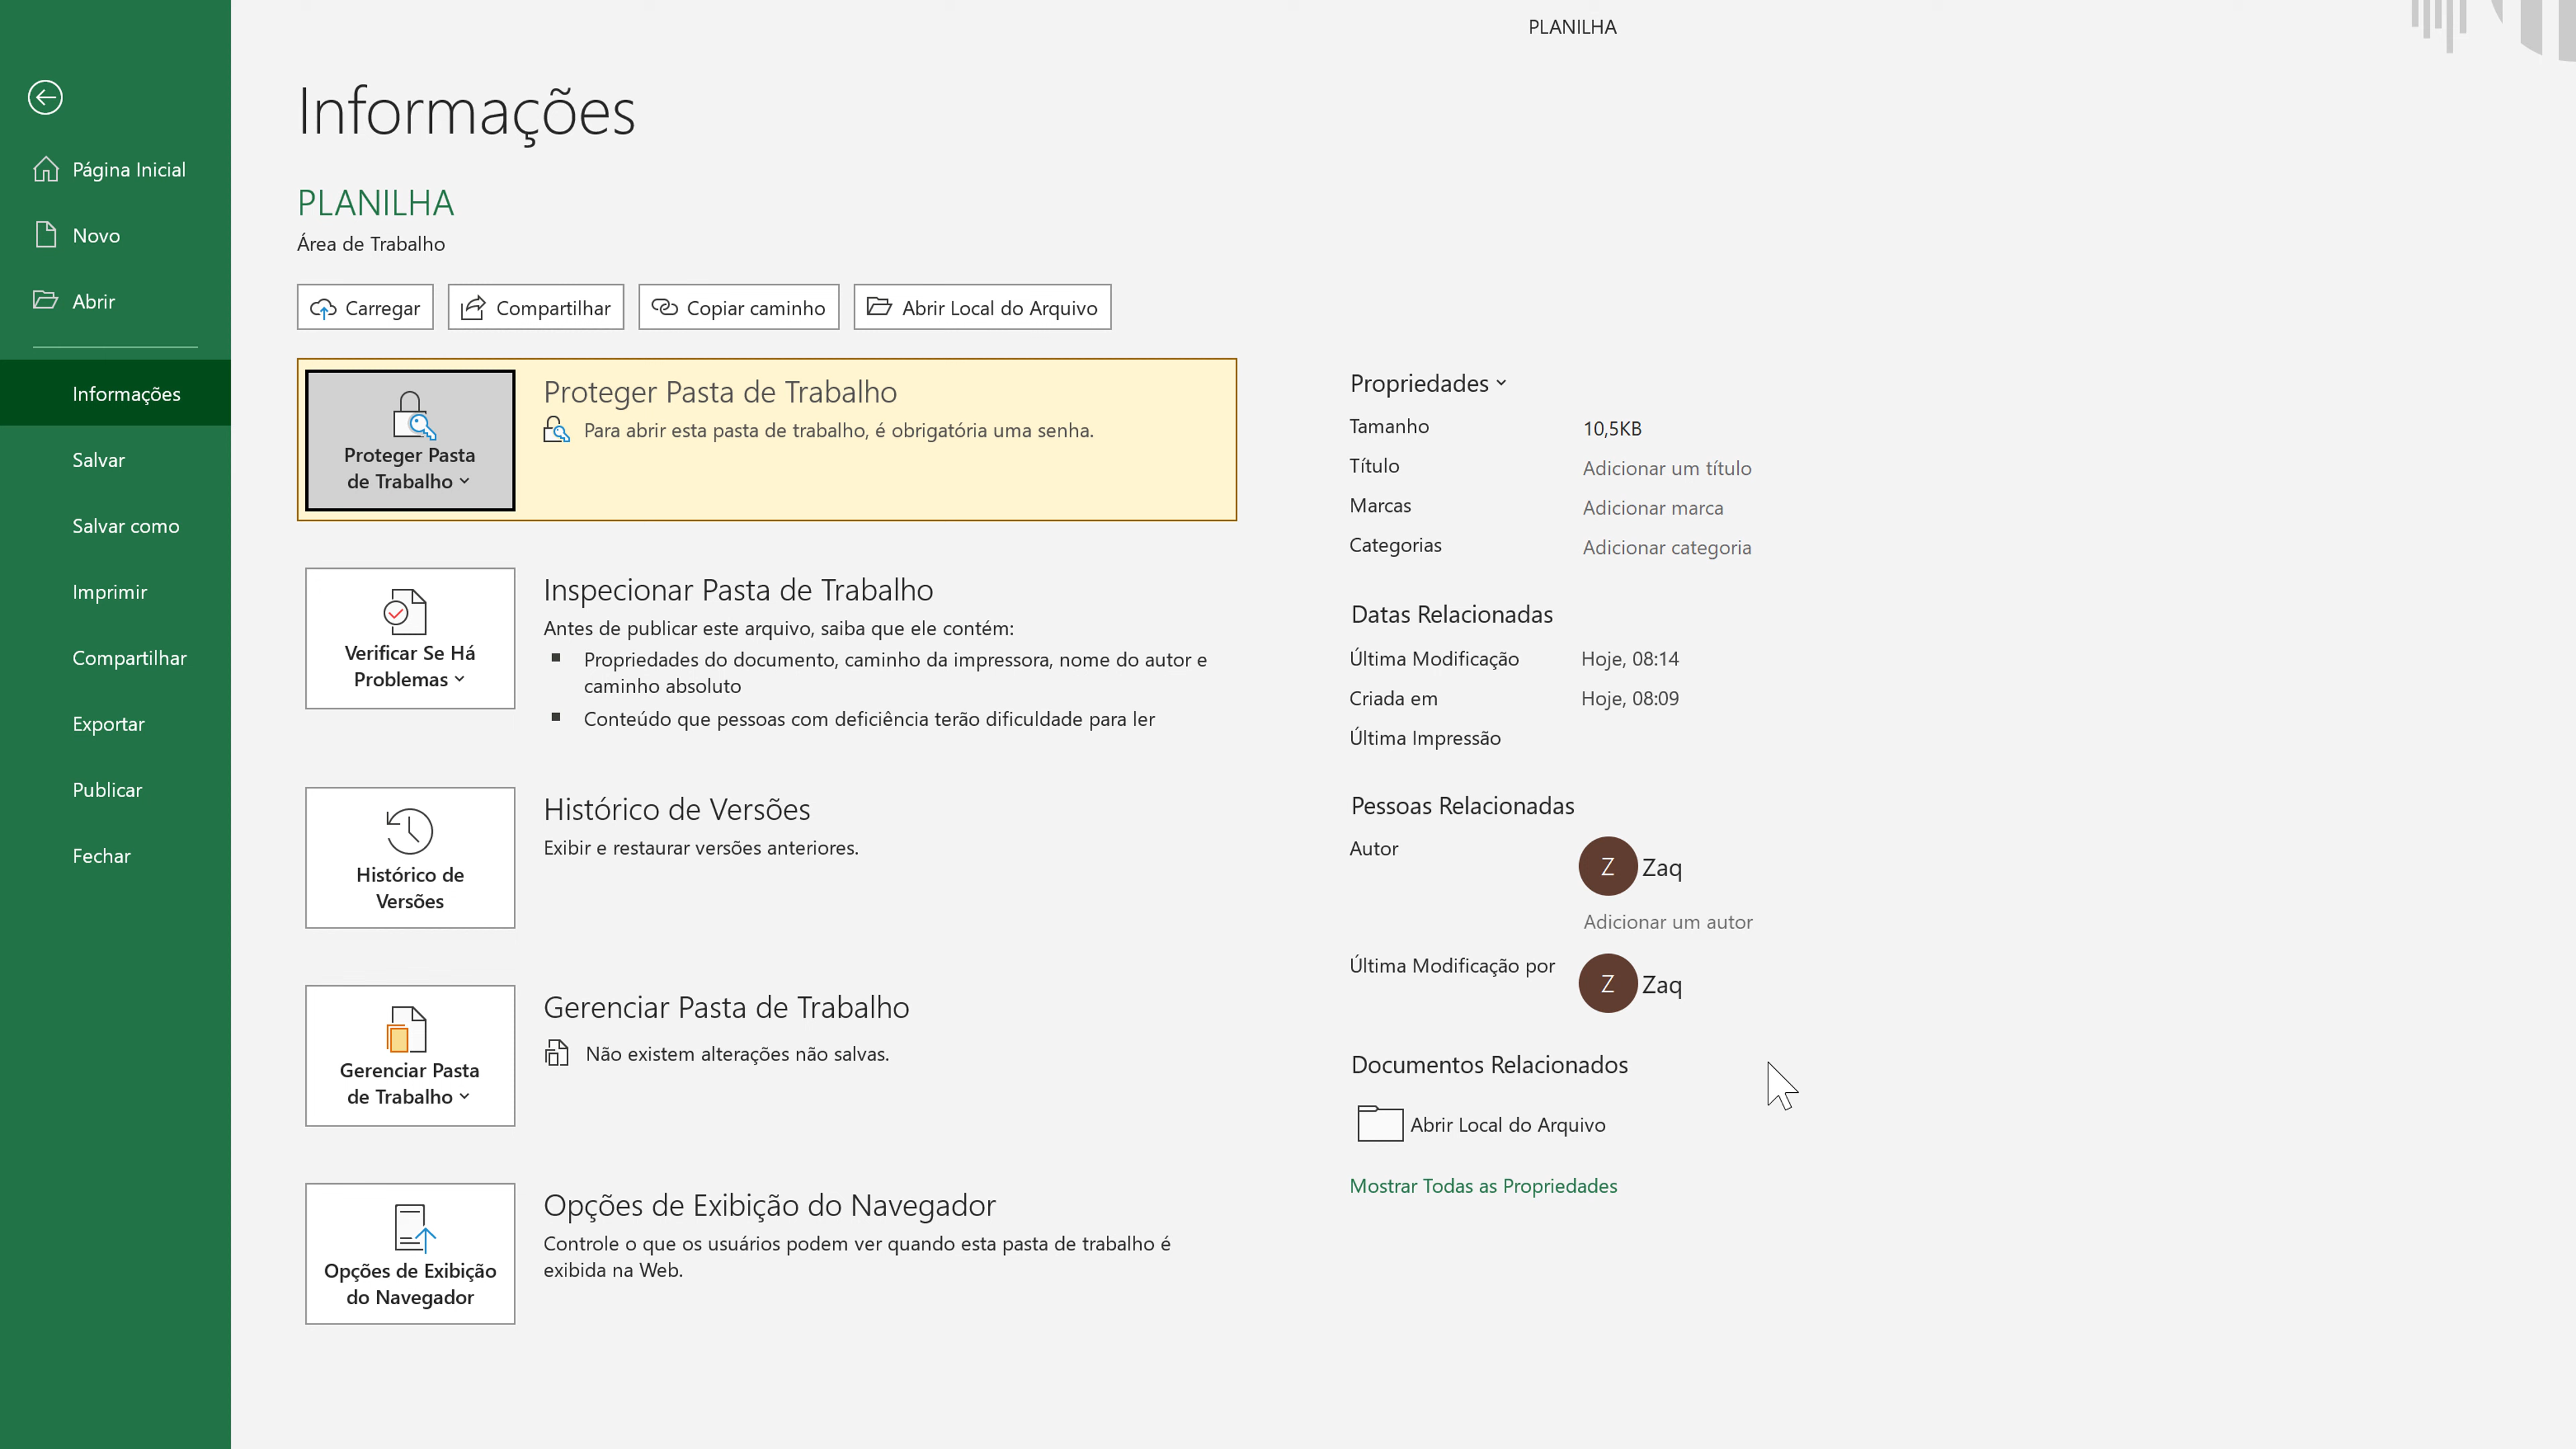 PLANILHA
Informações
Página Inicial
Novo
Abrir
Informações
Salvar
Salvar como
Imprimir
Compartilhar
Exportar
Publicar
Fechar
PLANILHA
Área de Trabalho
Carregar
Compartilhar
Copiar caminho
Abrir Local do Arquivo
Proteger Pasta
de Trabalho
Proteger Pasta de Trabalho
Para abrir esta pasta de trabalho, é obrigatória uma senha.
Verificar Se Há
Problemas
Inspecionar Pasta de Trabalho
Antes de publicar este arquivo, saiba que ele contém:
Propriedades do documento, caminho da impressora, nome do autor e
caminho absoluto
Conteúdo que pessoas com deficiência terão dificuldade para ler
Histórico de
Versões
Histórico de Versões
Exibir e restaurar versões anteriores.
Gerenciar Pasta
de Trabalho
Gerenciar Pasta de Trabalho
Não existem alterações não salvas.
Opções de Exibição
do Navegador
Opções de Exibição do Navegador
Controle o que os usuários podem ver quando esta pasta de trabalho é
exibida na Web.
Propriedades
Tamanho 10,5KB
Título Adicionar um título
Marcas Adicionar marca
Categorias Adicionar categoria
Datas Relacionadas
Última Modificação Hoje, 08:14
Criada em Hoje, 08:09
Última Impressão
Pessoas Relacionadas
Autor Z Zaq
Adicionar um autor
Última Modificação por Z Zaq
Documentos Relacionados
Abrir Local do Arquivo
Mostrar Todas as Propriedades